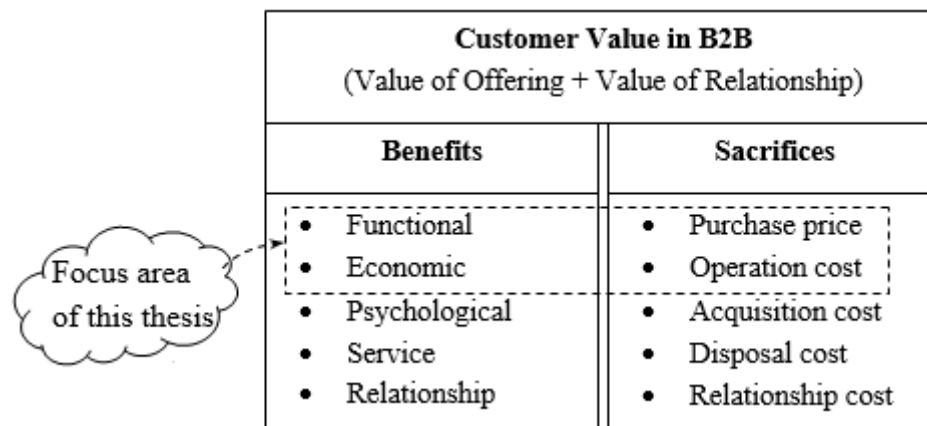 Customer Value in B2B
(Value of Offering + Value of Relationship)
Benefits
Sacrifices
• Functional
• Economic
• Psychological
• Service
• Relationship
• Purchase price
• Operation cost
• Acquisition cost
• Disposal cost
• Relationship cost
Focus area
of this thesis